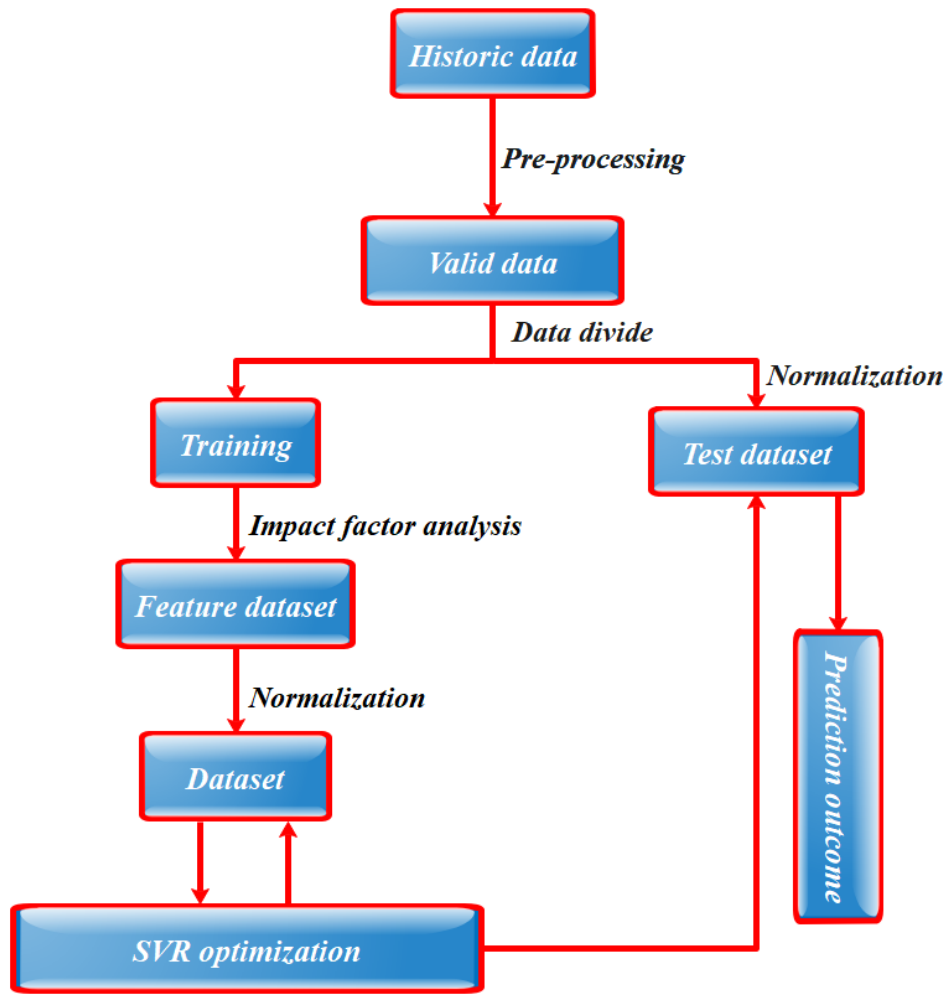 Historic data
Pre-processing
Valid data
Data divide
Normalization
Training
Test dataset
Impact factor analysis
Feature dataset
Normalization
Prediction outcome
Dataset
SVR optimization